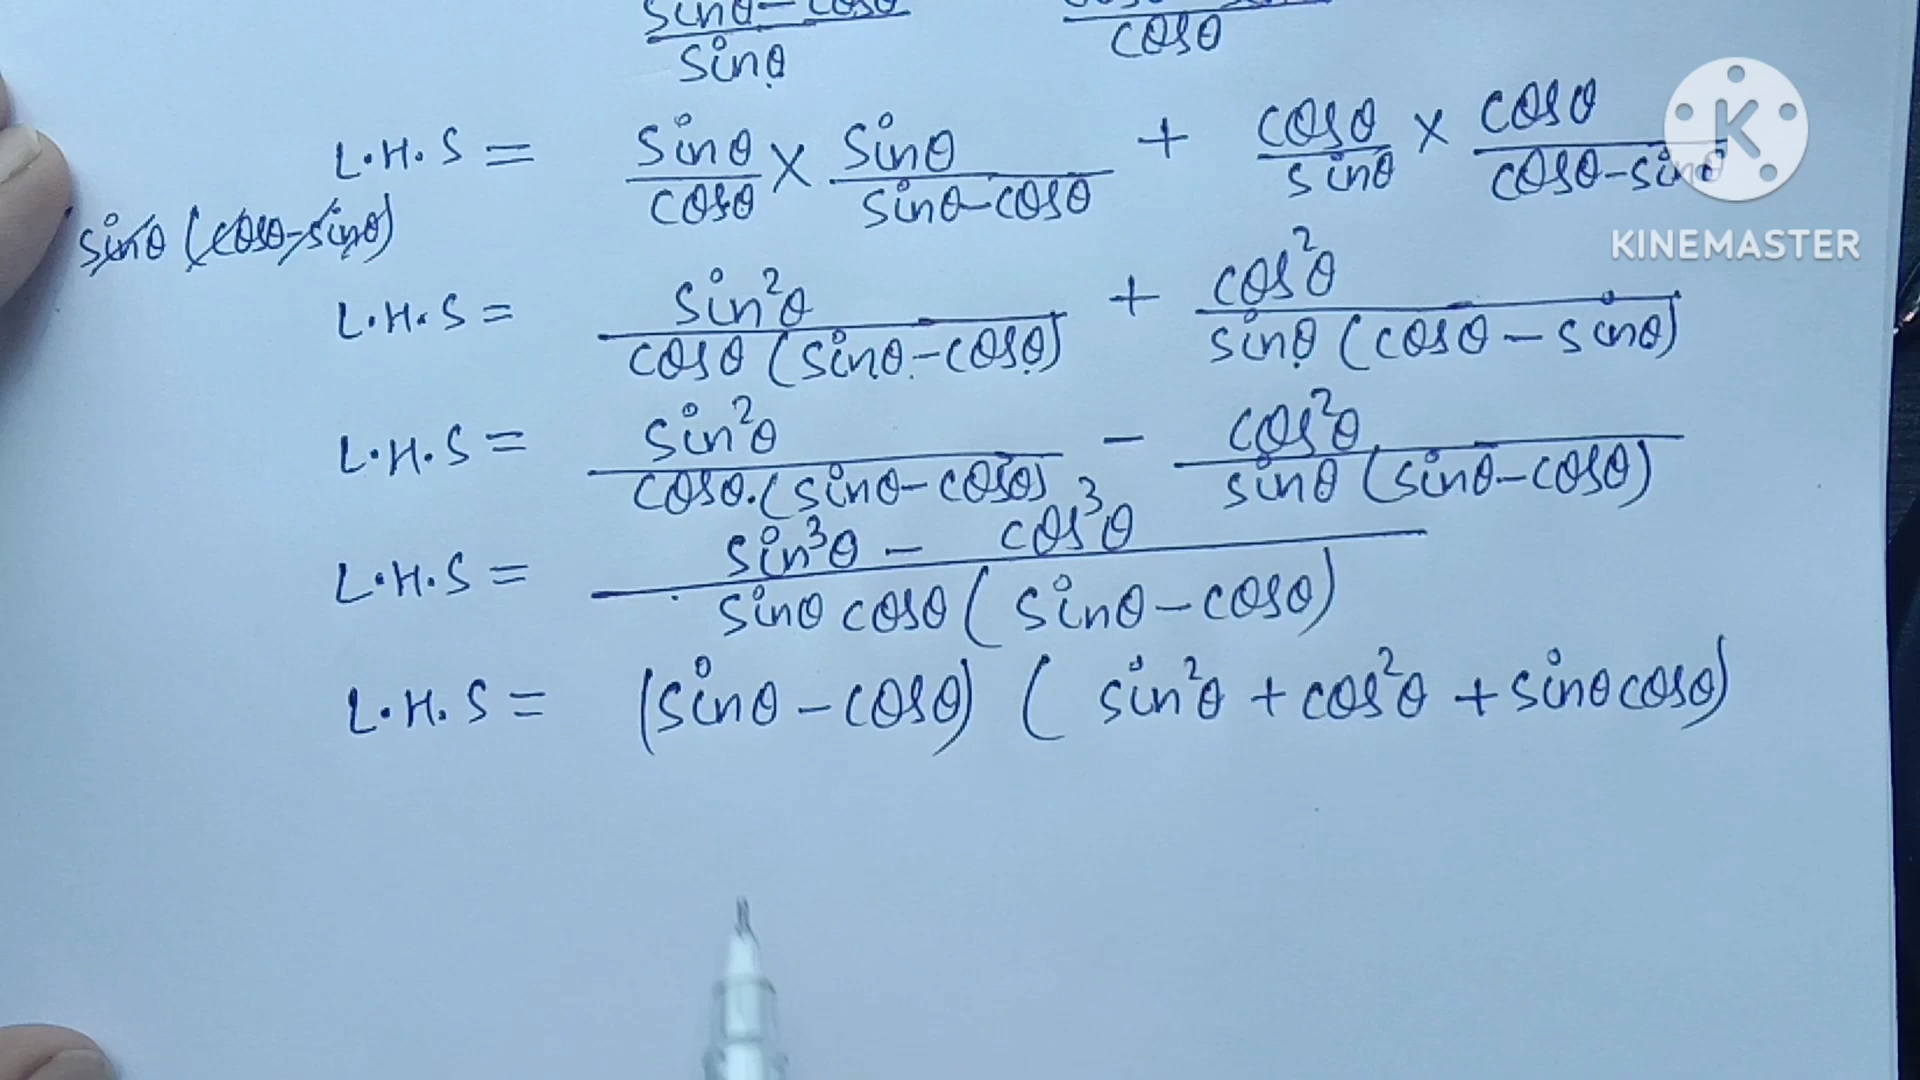 sinθ
cosθ
L.H.S = sinθ/cosθ × sinθ/sinθ-cosθ + cosθ/sinθ × cosθ/cosθ-sinθ
sinθ (cosθ-sinθ)
L.H.S = sin²θ/cosθ (sinθ-cosθ) + cos²θ/sinθ (cosθ - sinθ)
L.H.S = sin²θ/cosθ.(sinθ-cosθ) - cos²θ/sinθ (sinθ-cosθ)
L.H.S = sin³θ - cos³θ/sinθ cosθ (sinθ-cosθ)
L.H.S = (sinθ-cosθ) (sin²θ + cos²θ + sinθ cosθ)
K
KINEMASTER